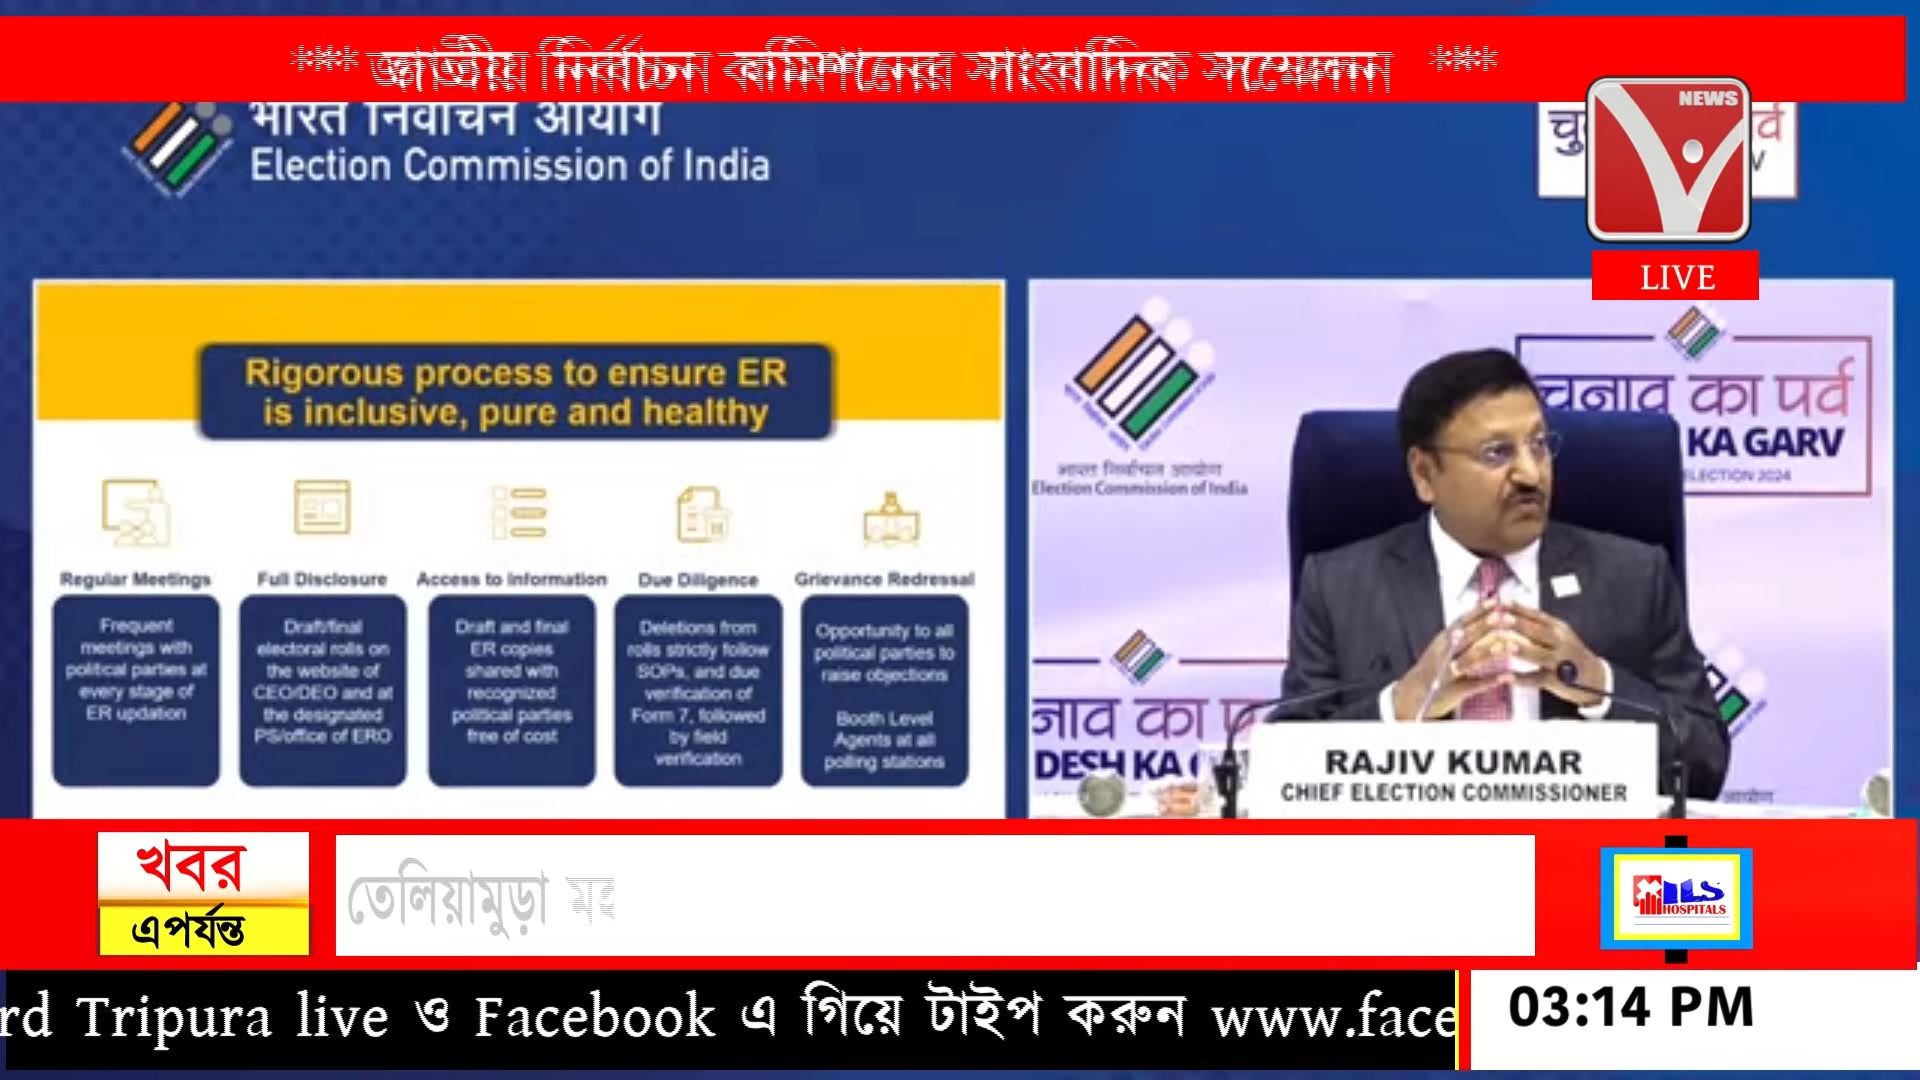 *** জাতীয় নির্বাচন কমিশনের সাংবাদিক সম্মেলন ***
भारत निर्वाचन आयोग
Election Commission of India
NEWS
LIVE
Rigorous process to ensure ER
is inclusive, pure and healthy
Regular Meetings
Frequent
meetings with
political parties at
every stage of
ER updation
Full Disclosure
Draft/final
electoral rolls on
the website of
CEO/DEO and at
the designated
PS/office of ERO
Access to Information
Draft and final
ER copies
shared with
recognized
political parties
free of cost
Due Diligence
Deletions from
rolls strictly follow
SOPs, and due
verification of
Form 7, followed
by field
verification
Grievance Redressal
Opportunity to all
political parties to
raise objections
Booth Level
Agents at all
polling stations
भारत निर्वाचन आयोग
Election Commission of India
चुनाव का पर्व
KA GARV
ELECTION 2024
नाव का
DESH KA
RAJIV KUMAR
CHIEF ELECTION COMMISSIONER
খবর
এপর্যন্ত
তেলিয়ামুড়া
ILS
HOSPITALS
rd Tripura live ও Facebook এ গিয়ে টাইপ করুন www.face
03:14 PM